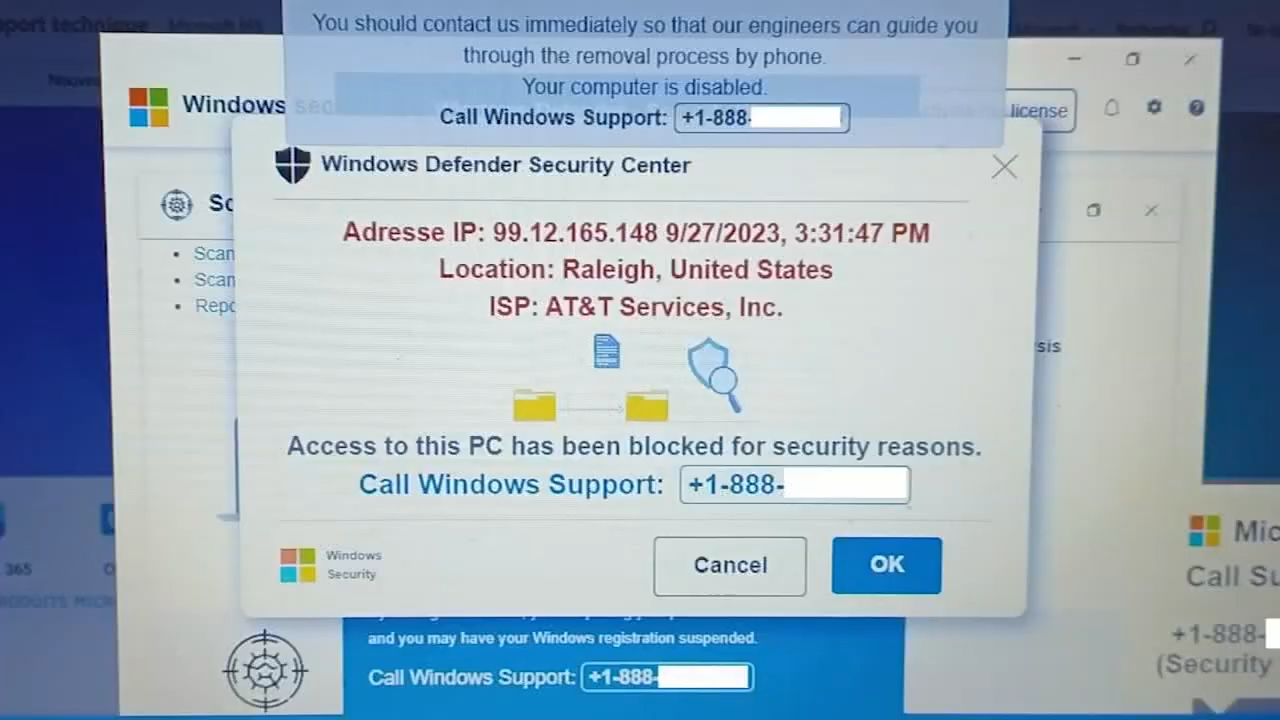 You should contact us immediately so that our engineers can guide you
through the removal process by phone.
Your computer is disabled.
Call Windows Support: +1-888-
Windows
license
Windows Defender Security Center
Adresse IP: 99.12.165.148 9/27/2023, 3:31:47 PM
Location: Raleigh, United States
ISP: AT&T Services, Inc.
Scan
Scan
Access to this PC has been blocked for security reasons.
Call Windows Support: +1-888-
Windows
Security
Cancel
OK
365
and you may have your Windows registration suspended.
Call Windows Support: +1-888-
Call
+1-888-
(Security